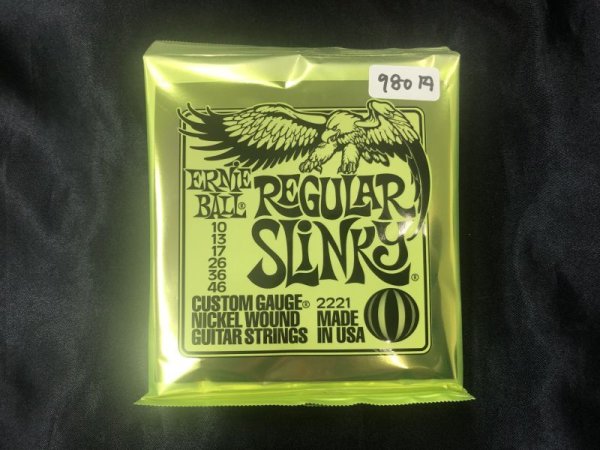 980円
ERNIE
BALL®
REGULAR
SLINKY®
10
13
17
26
36
46
CUSTOM GAUGE®
NICKEL WOUND
GUITAR STRINGS
2221
MADE
IN USA